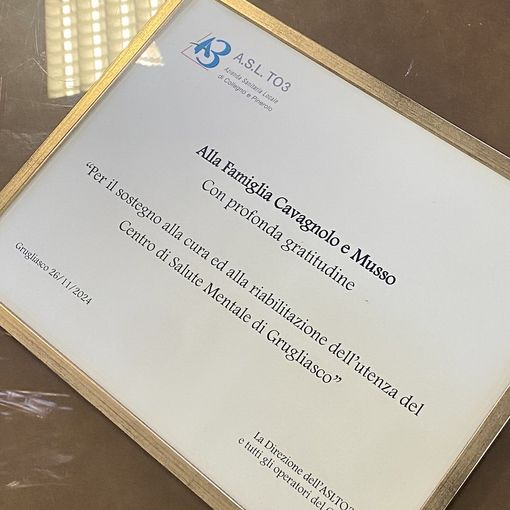 A3 A.S.L. TO3
Azienda Sanitaria Locale
di Collegno e Pinerolo
Alla Famiglia Cavagnolo e Musso
Con profonda gratitudine
“Per il sostegno alla cura ed alla riabilitazione dell’utenza del
Centro di Salute Mentale di Grugliasco”
Grugliasco 26/11/2024
La Direzione dell’ASLTO3
e tutti gli operatori del